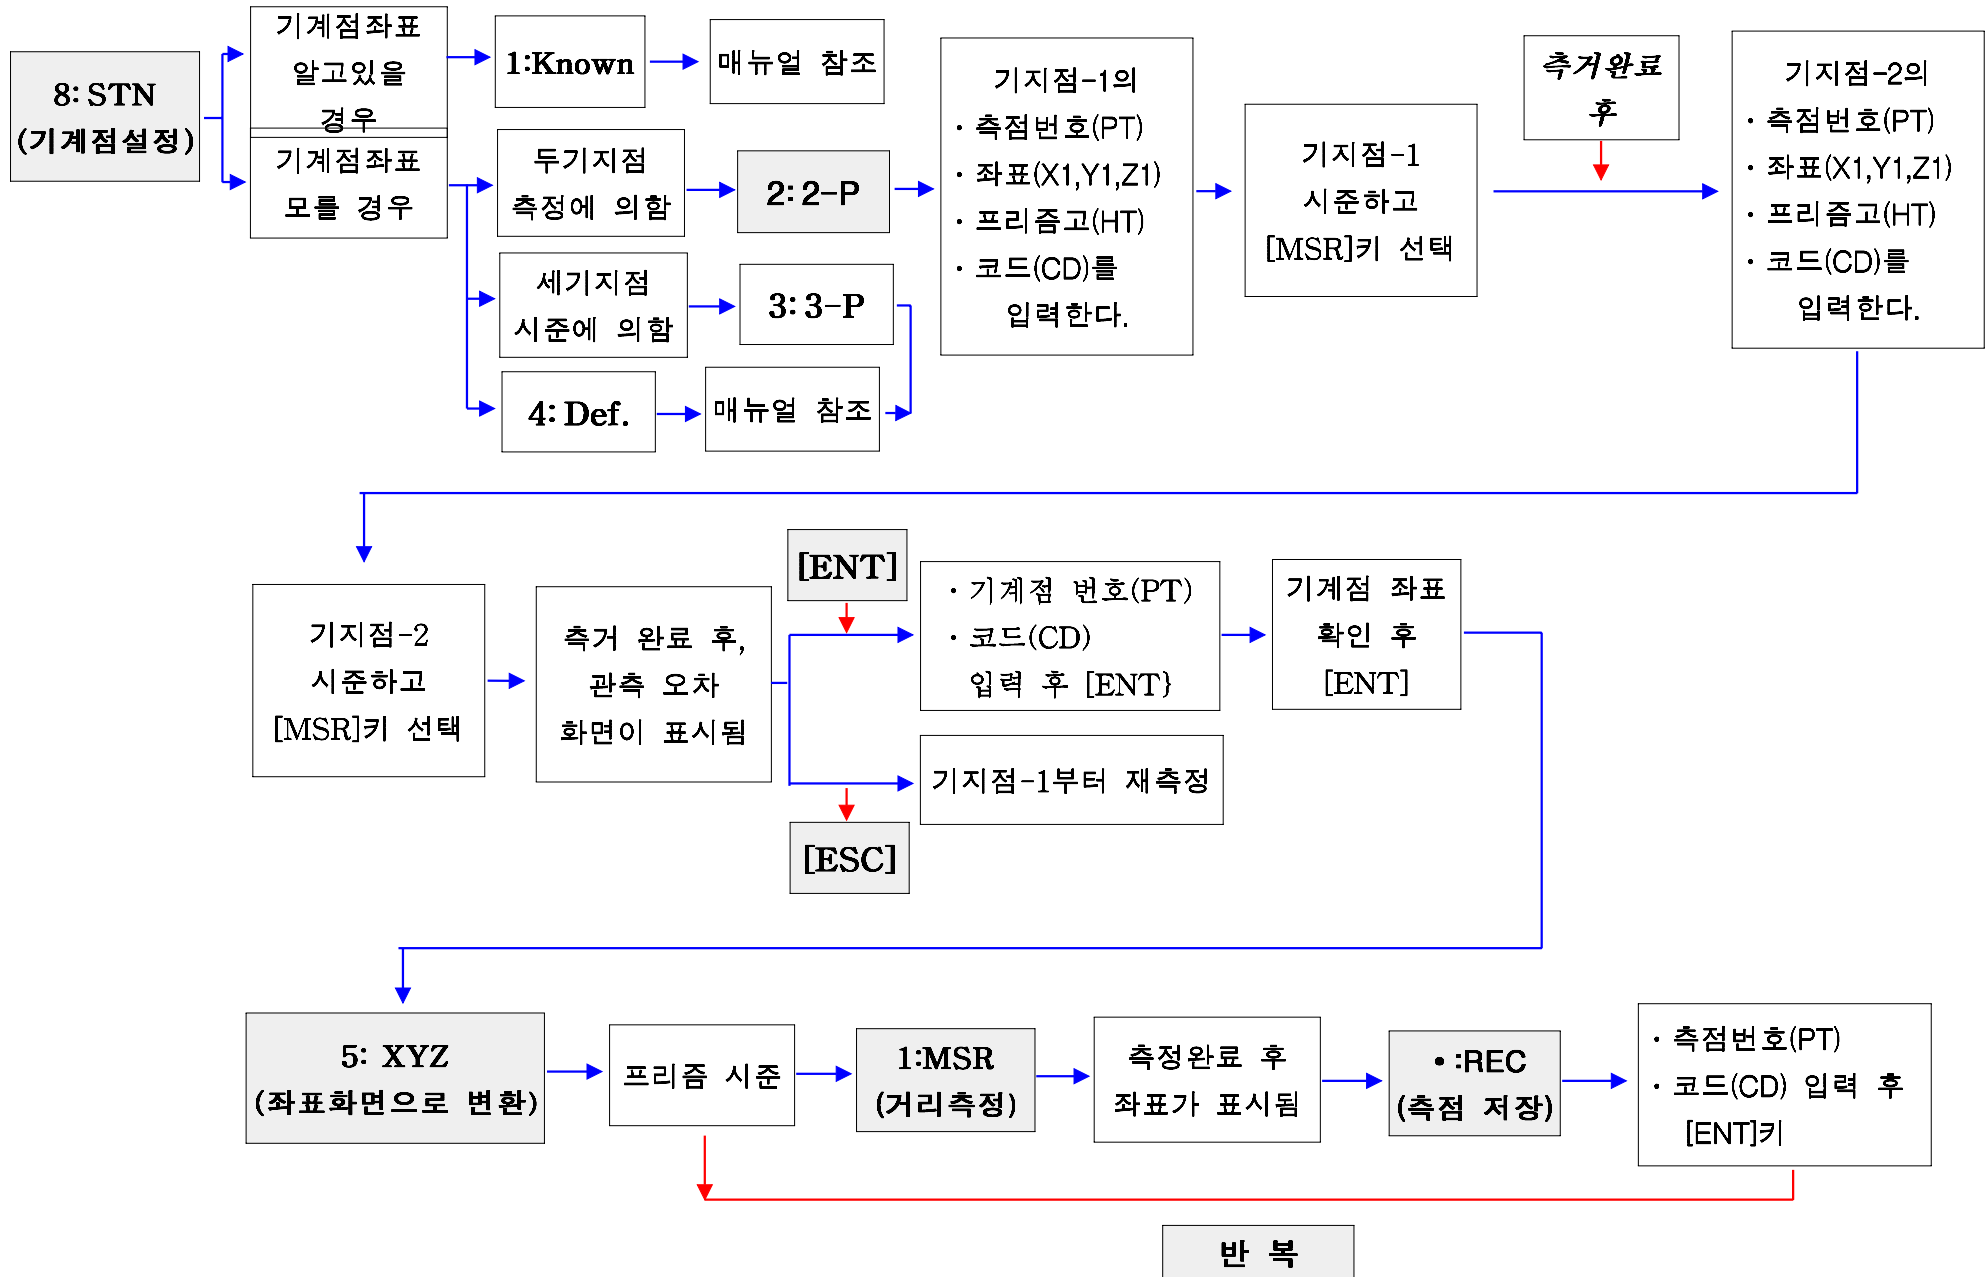 8: STN
(기계점설정)
기계점좌표
알고있을
경우
1:Known
매뉴얼 참조
기계점좌표
모를 경우
두기지점
측정에 의함
2: 2-P
세기지점
시준에 의함
3: 3-P
4: Def.
매뉴얼 참조
기지점-1의
· 측점번호(PT)
· 좌표(X1,Y1,Z1)
· 프리즘고(HT)
· 코드(CD)를
입력한다.
기지점-1
시준하고
[MSR]키 선택
측거완료
후
기지점-2의
· 측점번호(PT)
· 좌표(X1,Y1,Z1)
· 프리즘고(HT)
· 코드(CD)를
입력한다.
기지점-2
시준하고
[MSR]키 선택
측거 완료 후,
관측 오차
화면이 표시됨
[ENT]
· 기계점 번호(PT)
· 코드(CD)
입력 후 [ENT}
기계점 좌표
확인 후
[ENT]
기지점-1부터 재측정
[ESC]
5: XYZ
(좌표화면으로 변환)
프리즘 시준
1:MSR
(거리측정)
측정완료 후
좌표가 표시됨
• :REC
(측점 저장)
· 측점번호(PT)
· 코드(CD) 입력 후
[ENT]키
반 복